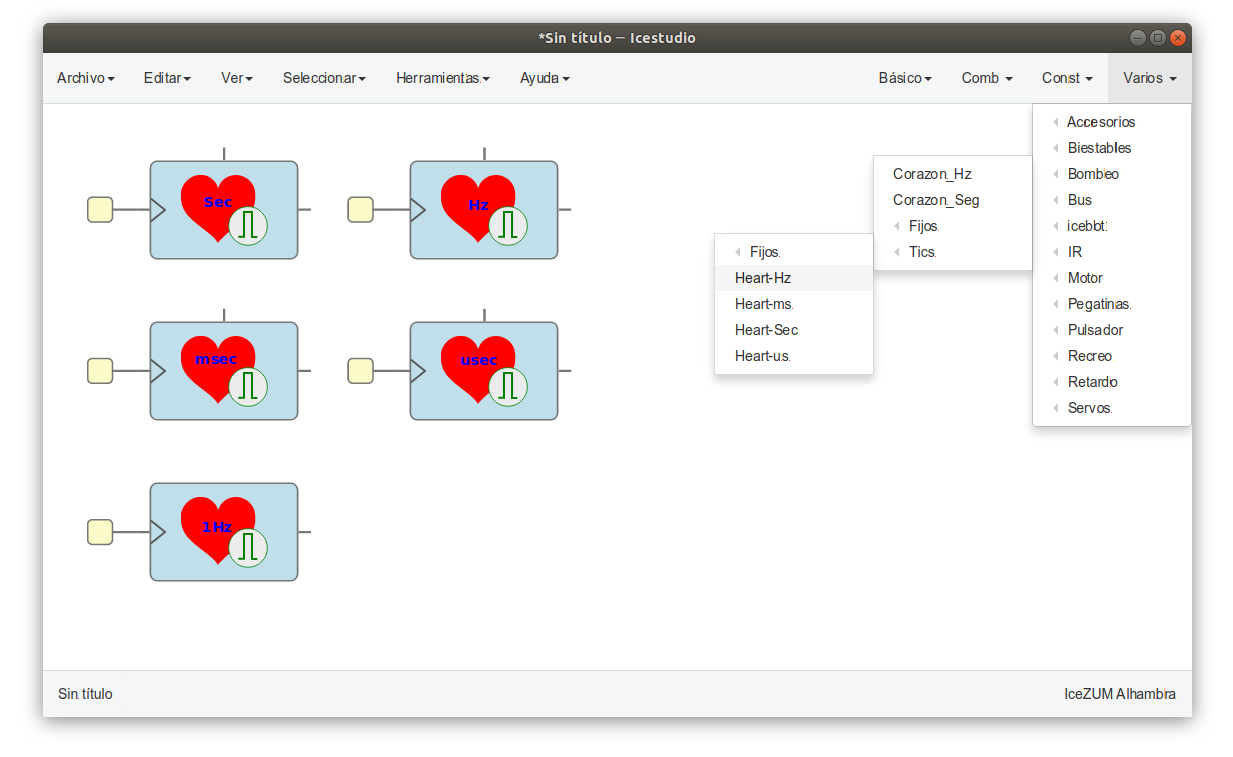 *Sin título – Icestudio
Archivo Editar Ver Seleccionar Herramientas Ayuda Básico Comb Const Varios
Sec
Hz
msec
usec
1Hz
Fijos
Heart-Hz
Heart-ms
Heart-Sec
Heart-us
Corazon_Hz
Corazon_Seg
Fijos
Tics
Accesorios
Biestables
Bombeo
Bus
icebot
IR
Motor
Pegatinas
Pulsador
Recreo
Retardo
Servos
Sin título
IceZUM Alhambra